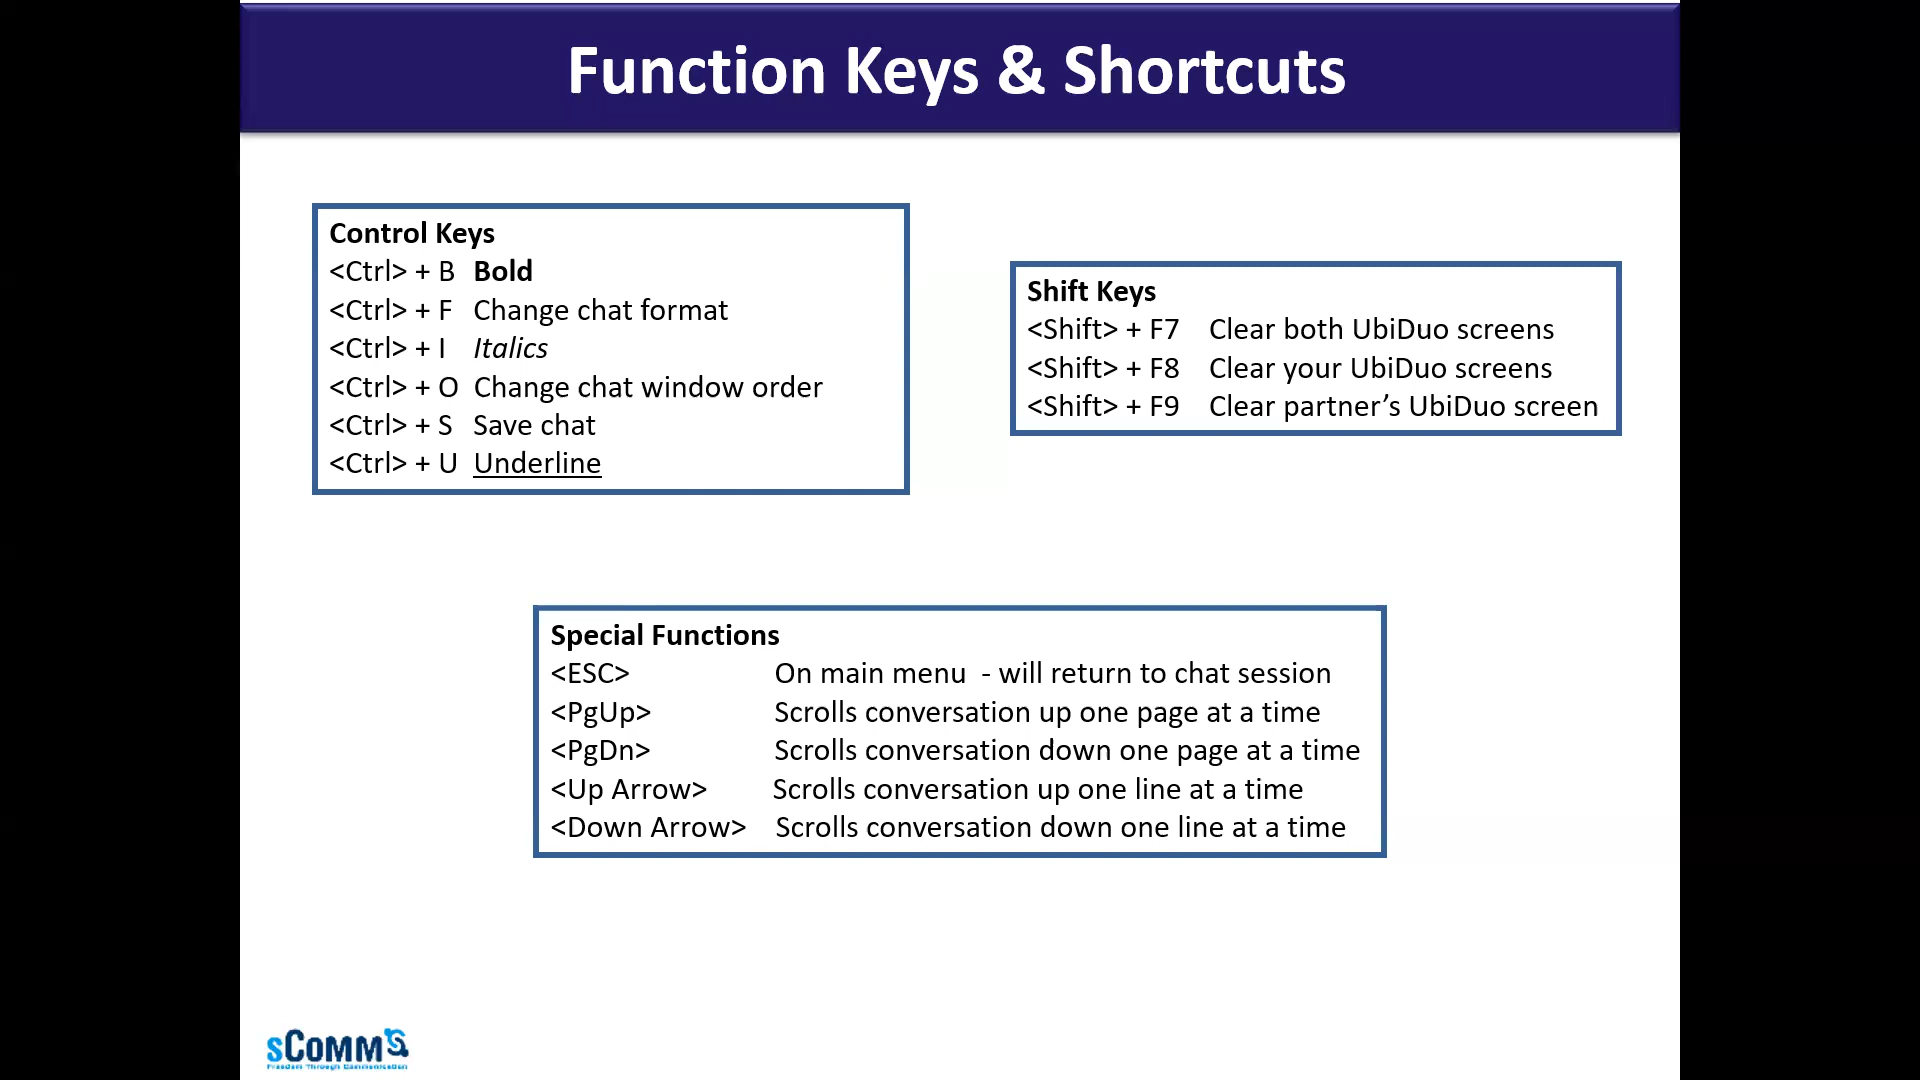 Function Keys & Shortcuts
Control Keys
<Ctrl> + B Bold
<Ctrl> + F Change chat format
<Ctrl> + I Italics
<Ctrl> + O Change chat window order
<Ctrl> + S Save chat
<Ctrl> + U Underline
Shift Keys
<Shift> + F7 Clear both UbiDuo screens
<Shift> + F8 Clear your UbiDuo screens
<Shift> + F9 Clear partner’s UbiDuo screen
Special Functions
<ESC> On main menu - will return to chat session
<PgUp> Scrolls conversation up one page at a time
<PgDn> Scrolls conversation down one page at a time
<Up Arrow> Scrolls conversation up one line at a time
<Down Arrow> Scrolls conversation down one line at a time
sComm
Freedom Through Communication